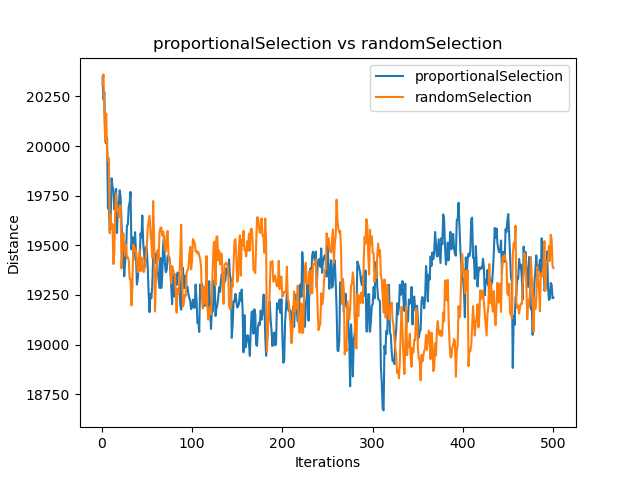 proportionalSelection vs randomSelection
proportionalSelection
randomSelection
20250
20000
19750
19500
19250
19000
18750
Distance
0 100 200 300 400 500
Iterations